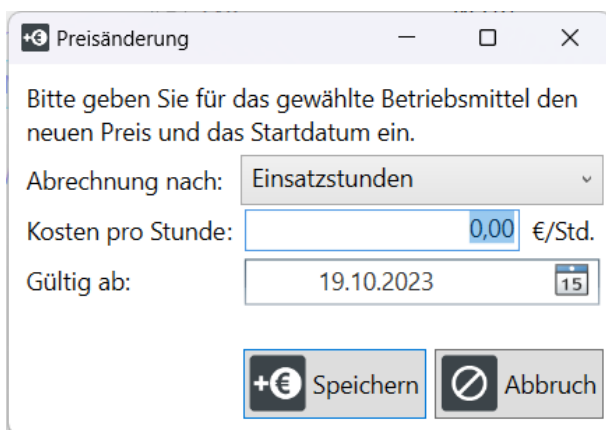 Preisänderung
Bitte geben Sie für das gewählte Betriebsmittel den
neuen Preis und das Startdatum ein.
Abrechnung nach: Einsatzstunden
Kosten pro Stunde: 0,00 €/Std.
Gültig ab: 19.10.2023 15
+€ Speichern Abbruch